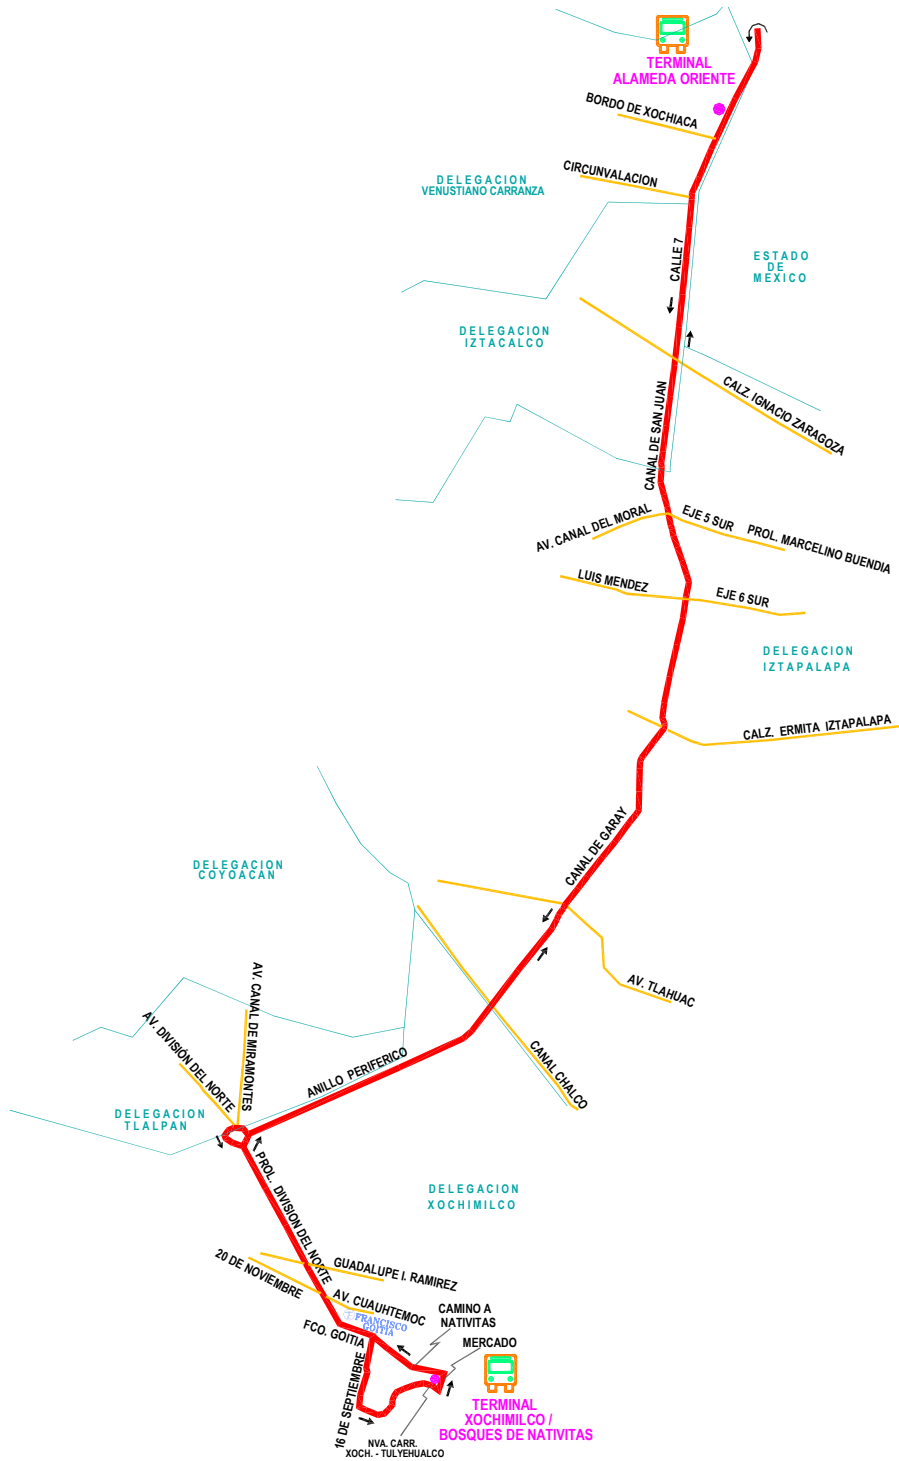 TERMINAL
ALAMEDA ORIENTE
BORDO DE XOCHIACA
CIRCUNVALACION
DELEGACION
VENUSTIANO CARRANZA
CALLE 7
ESTADO
DE
MEXICO
DELEGACION
IZTACALCO
CALZ. IGNACIO ZARAGOZA
CANAL DE SAN JUAN
AV. CANAL DEL MORAL
EJE 5 SUR
PROL. MARCELINO BUENDIA
LUIS MENDEZ
EJE 6 SUR
DELEGACION
IZTAPALAPA
CALZ. ERMITA IZTAPALAPA
CANAL DE GARAY
DELEGACION
COYOACAN
AV. TLAHUAC
AV. CANAL DE MIRAMONTES
AV. DIVISIÓN DEL NORTE
ANILLO PERIFERICO
CANAL CHALCO
DELEGACION
TLALPAN
PROL. DIVISION DEL NORTE
DELEGACION
XOCHIMILCO
20 DE NOVIEMBRE
GUADALUPE I. RAMIREZ
AV. CUAUHTEMOC
FRANCISCO
GOITIA
FCO. GOITIA
CAMINO A
NATIVITAS
MERCADO
16 DE SEPTIEMBRE
TERMINAL
XOCHIMILCO /
BOSQUES DE NATIVITAS
NVA. CARR.
XOCH. - TULYEHUALCO